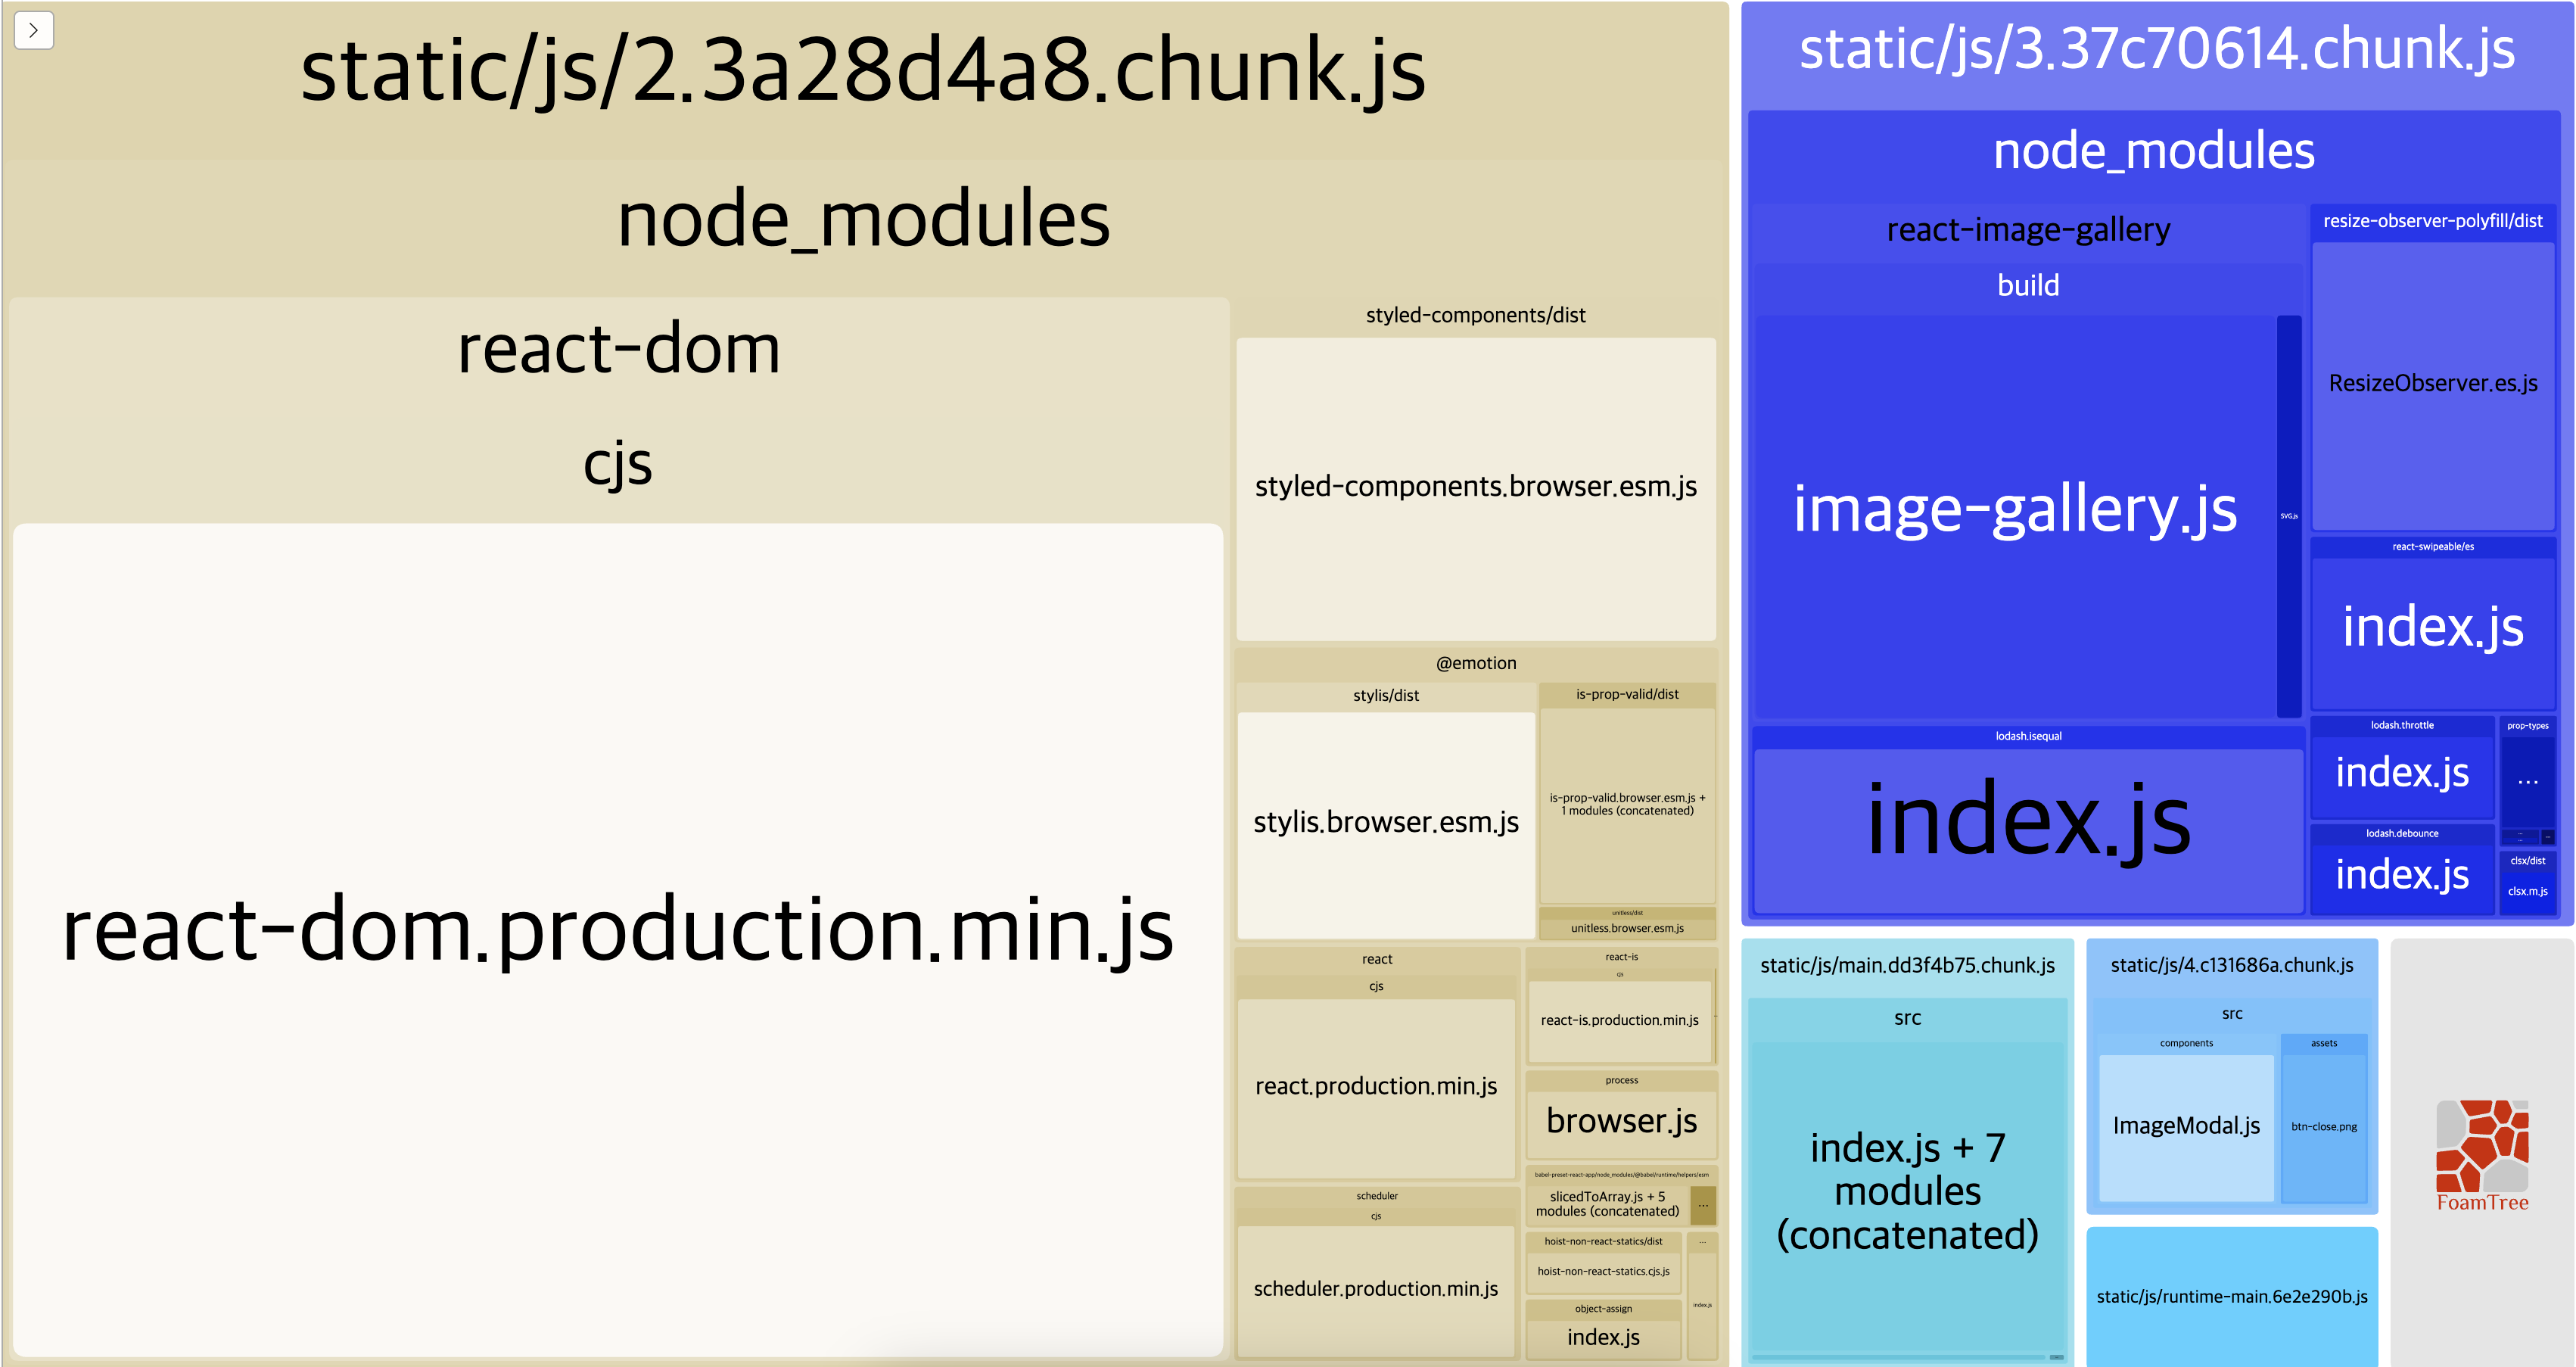 static/js/2.3a28d4a8.chunk.js
node_modules
react-dom
cjs
react-dom.production.min.js
styled-components/dist
styled-components.browser.esm.js
@emotion
stylis/dist
stylis.browser.esm.js
is-prop-valid/dist
is-prop-valid.browser.esm.js +
1 modules (concatenated)
unitless/dist
unitless.browser.esm.js
react
cjs
react.production.min.js
scheduler
cjs
scheduler.production.min.js
react-is
cjs
react-is.production.min.js
process
browser.js
babel-preset-react-app/node_modules/@babel/runtime/helpers/esm
slicedToArray.js + 5
modules (concatenated)
...
hoist-non-react-statics/dist
hoist-non-react-statics.cjs.js
object-assign
index.js
...
index.js
static/js/3.37c70614.chunk.js
node_modules
react-image-gallery
build
image-gallery.js
SVG.js
lodash.isequal
index.js
resize-observer-polyfill/dist
ResizeObserver.es.js
react-swipeable/es
index.js
lodash.throttle
index.js
lodash.debounce
index.js
prop-types
...
clsx/dist
clsx.m.js
static/js/main.dd3f4b75.chunk.js
src
index.js + 7
modules
(concatenated)
static/js/4.c131686a.chunk.js
src
components
ImageModal.js
assets
btn-close.png
static/js/runtime-main.6e2e290b.js
FoamTree